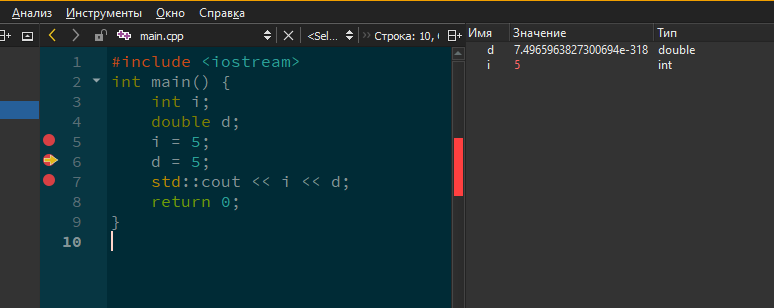 Анализ Инструменты Окно Справка
main.cpp <Sel... Строка: 10,
Имя Значение Тип
d 7.4965963827300694e-318 double
i 5 int
1 #include <iostream>
2 int main() {
3 int i;
4 double d;
5 i = 5;
6 d = 5;
7 std::cout << i << d;
8 return 0;
9 }
10